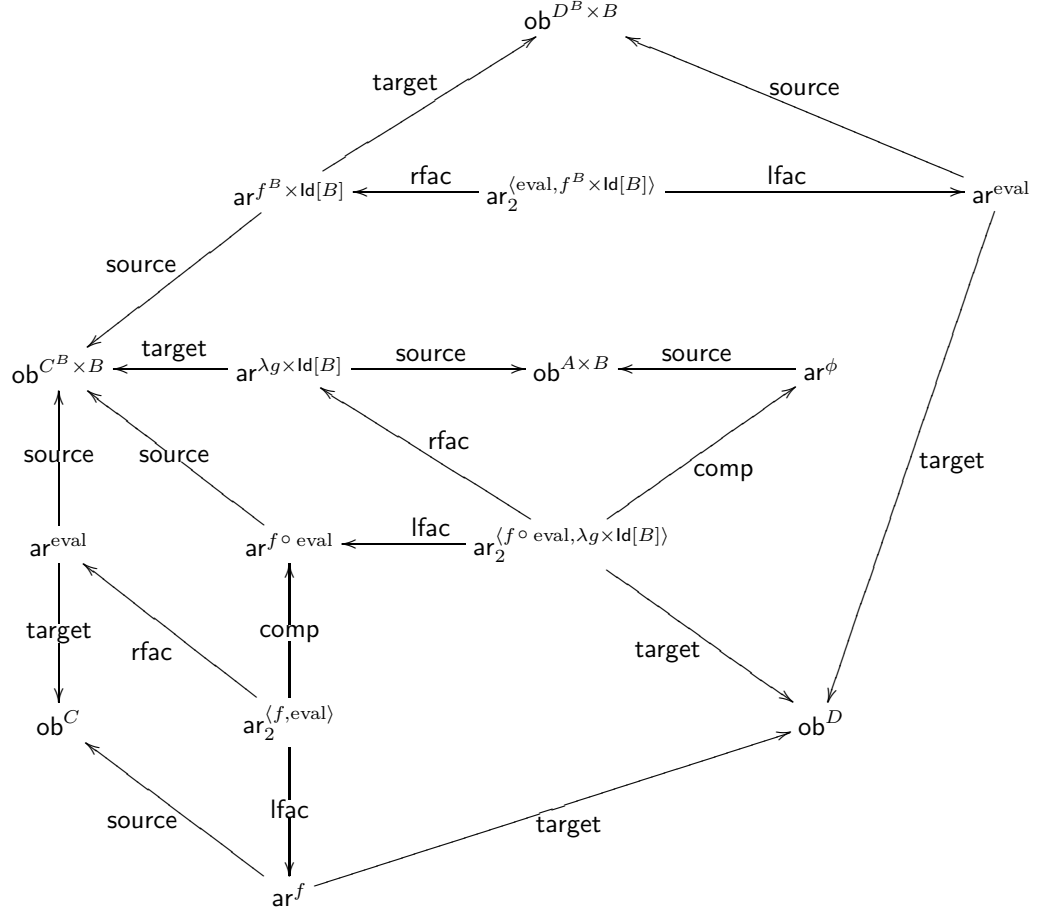 ob^{D^B × B}
target
source
ar^{f^B × Id[B]} rfac ar_2^{⟨eval, f^B × Id[B]⟩} lfac ar^{eval}
source
ob^{C^B × B} target ar^{λg × Id[B]} source ob^{A × B} source ar^ϕ
rfac
source source comp target
ar^{eval} ar^{f ∘ eval} lfac ar_2^{⟨f ∘ eval, λg × Id[B]⟩}
target rfac comp target
ob^C ar_2^{⟨f, eval⟩} ob^D
source lfac target
ar^f